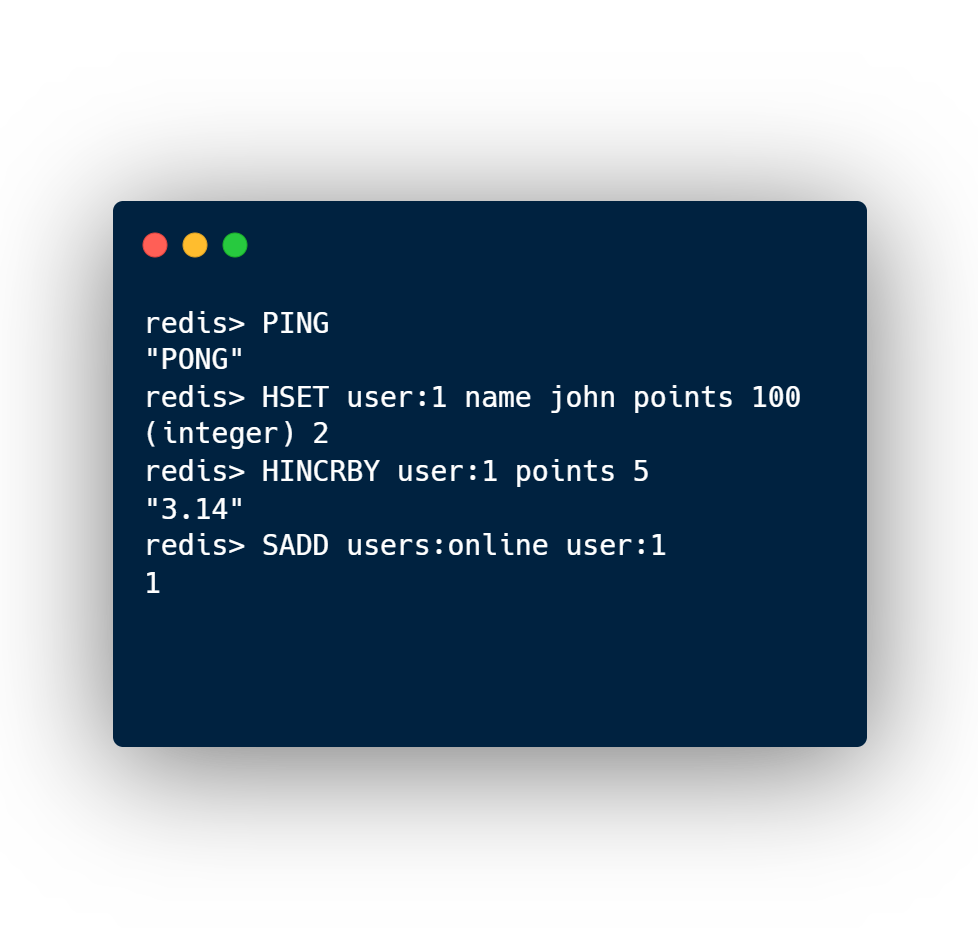 redis> PING
"PONG"
redis> HSET user:1 name john points 100
(integer) 2
redis> HINCRBY user:1 points 5
"3.14"
redis> SADD users:online user:1
1